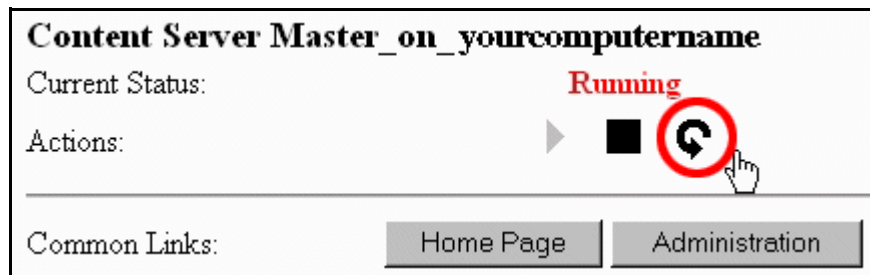 Content Server Master_on_yourcomputername
Current Status: Running
Actions:
Common Links: Home Page Administration